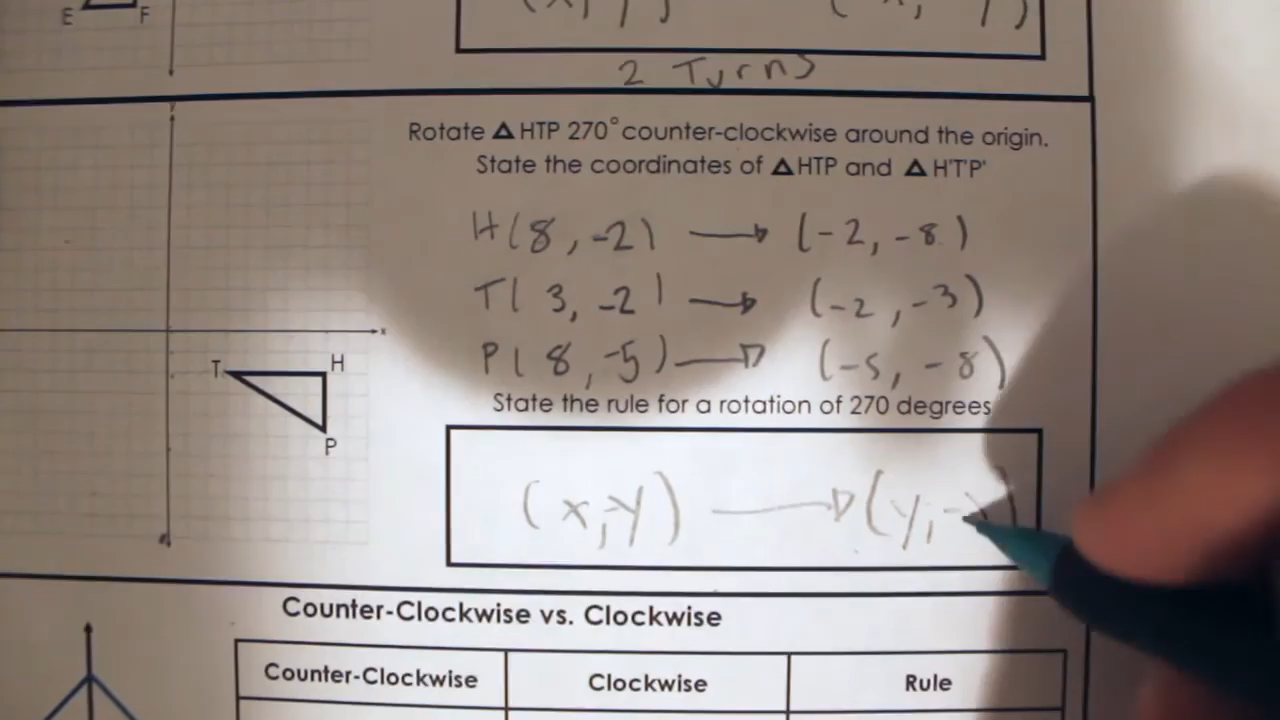 E F
2 Turns
y
Rotate △ HTP 270° counter-clockwise around the origin.
State the coordinates of △HTP and △ H'T'P'
H(8, -2) → (-2, -8)
T(3, -2) → (-2, -3)
x
T H
P(8, -5) → (-5, -8)
State the rule for a rotation of 270 degrees
P
(x, y) → (y, -
Counter-Clockwise vs. Clockwise
Counter-Clockwise Clockwise Rule